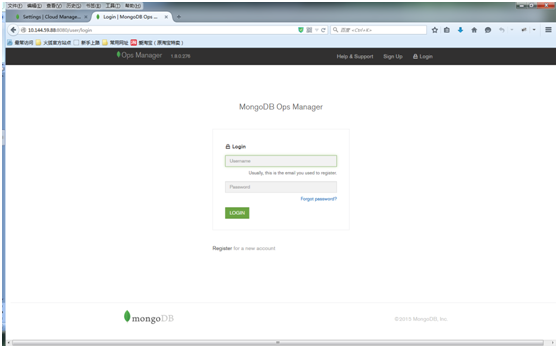 文件(F) 编辑(E) 查看(V) 历史(S) 书签(B) 工具(T) 帮助(H)
Settings | Cloud Manage... Login | MongoDB Ops ...
10.144.59.88:8080/user/login 百度 <Ctrl+K>
最常访问 火狐官方站点 新手上路 常用网址 爱淘宝（原淘宝特卖）
Ops Manager Help & Support Sign Up Login
MongoDB Ops Manager
Login
Username
Usually, this is the email you used to register.
Password
Forgot password?
LOGIN
Register for a new account
mongoDB ©2015 MongoDB, Inc.